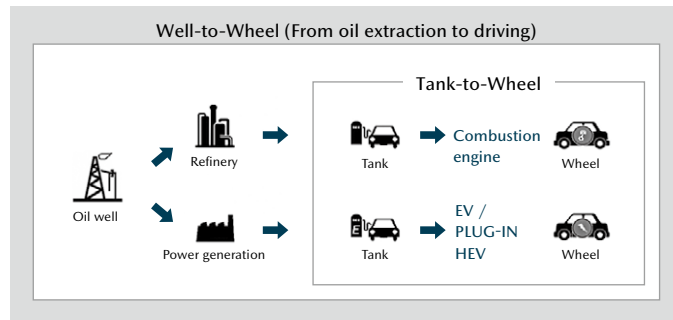 Well-to-Wheel (From oil extraction to driving)
Tank-to-Wheel
Oil well
Refinery
Tank
Combustion
engine
Wheel
Power generation
Tank
EV /
PLUG-IN
HEV
Wheel